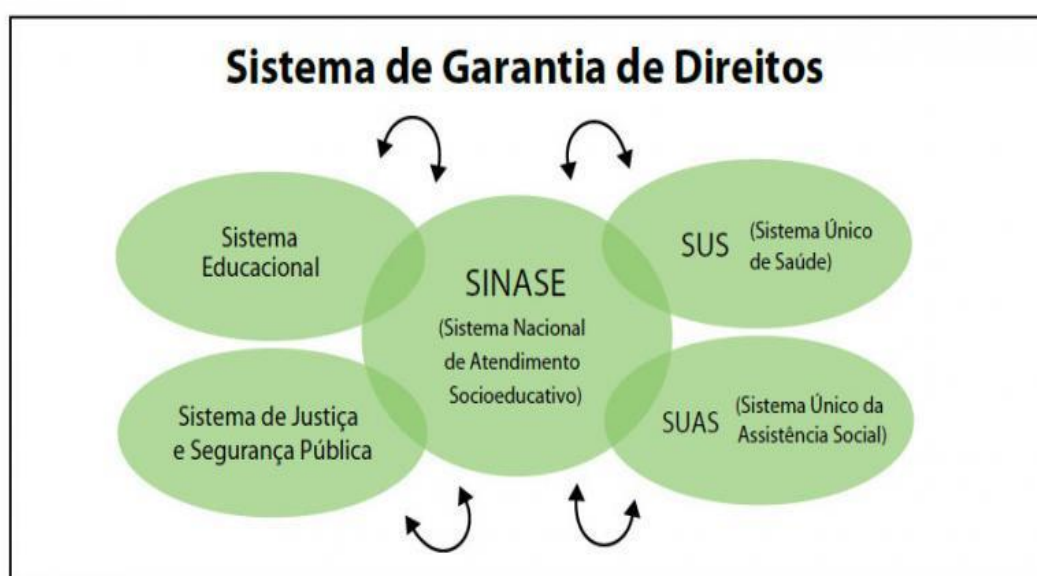 Sistema de Garantia de Direitos
Sistema
Educacional
SUS (Sistema Único
de Saúde)
SINASE
(Sistema Nacional
de Atendimento
Socioeducativo)
Sistema de Justiça
e Segurança Pública
SUAS (Sistema Único da
Assistência Social)